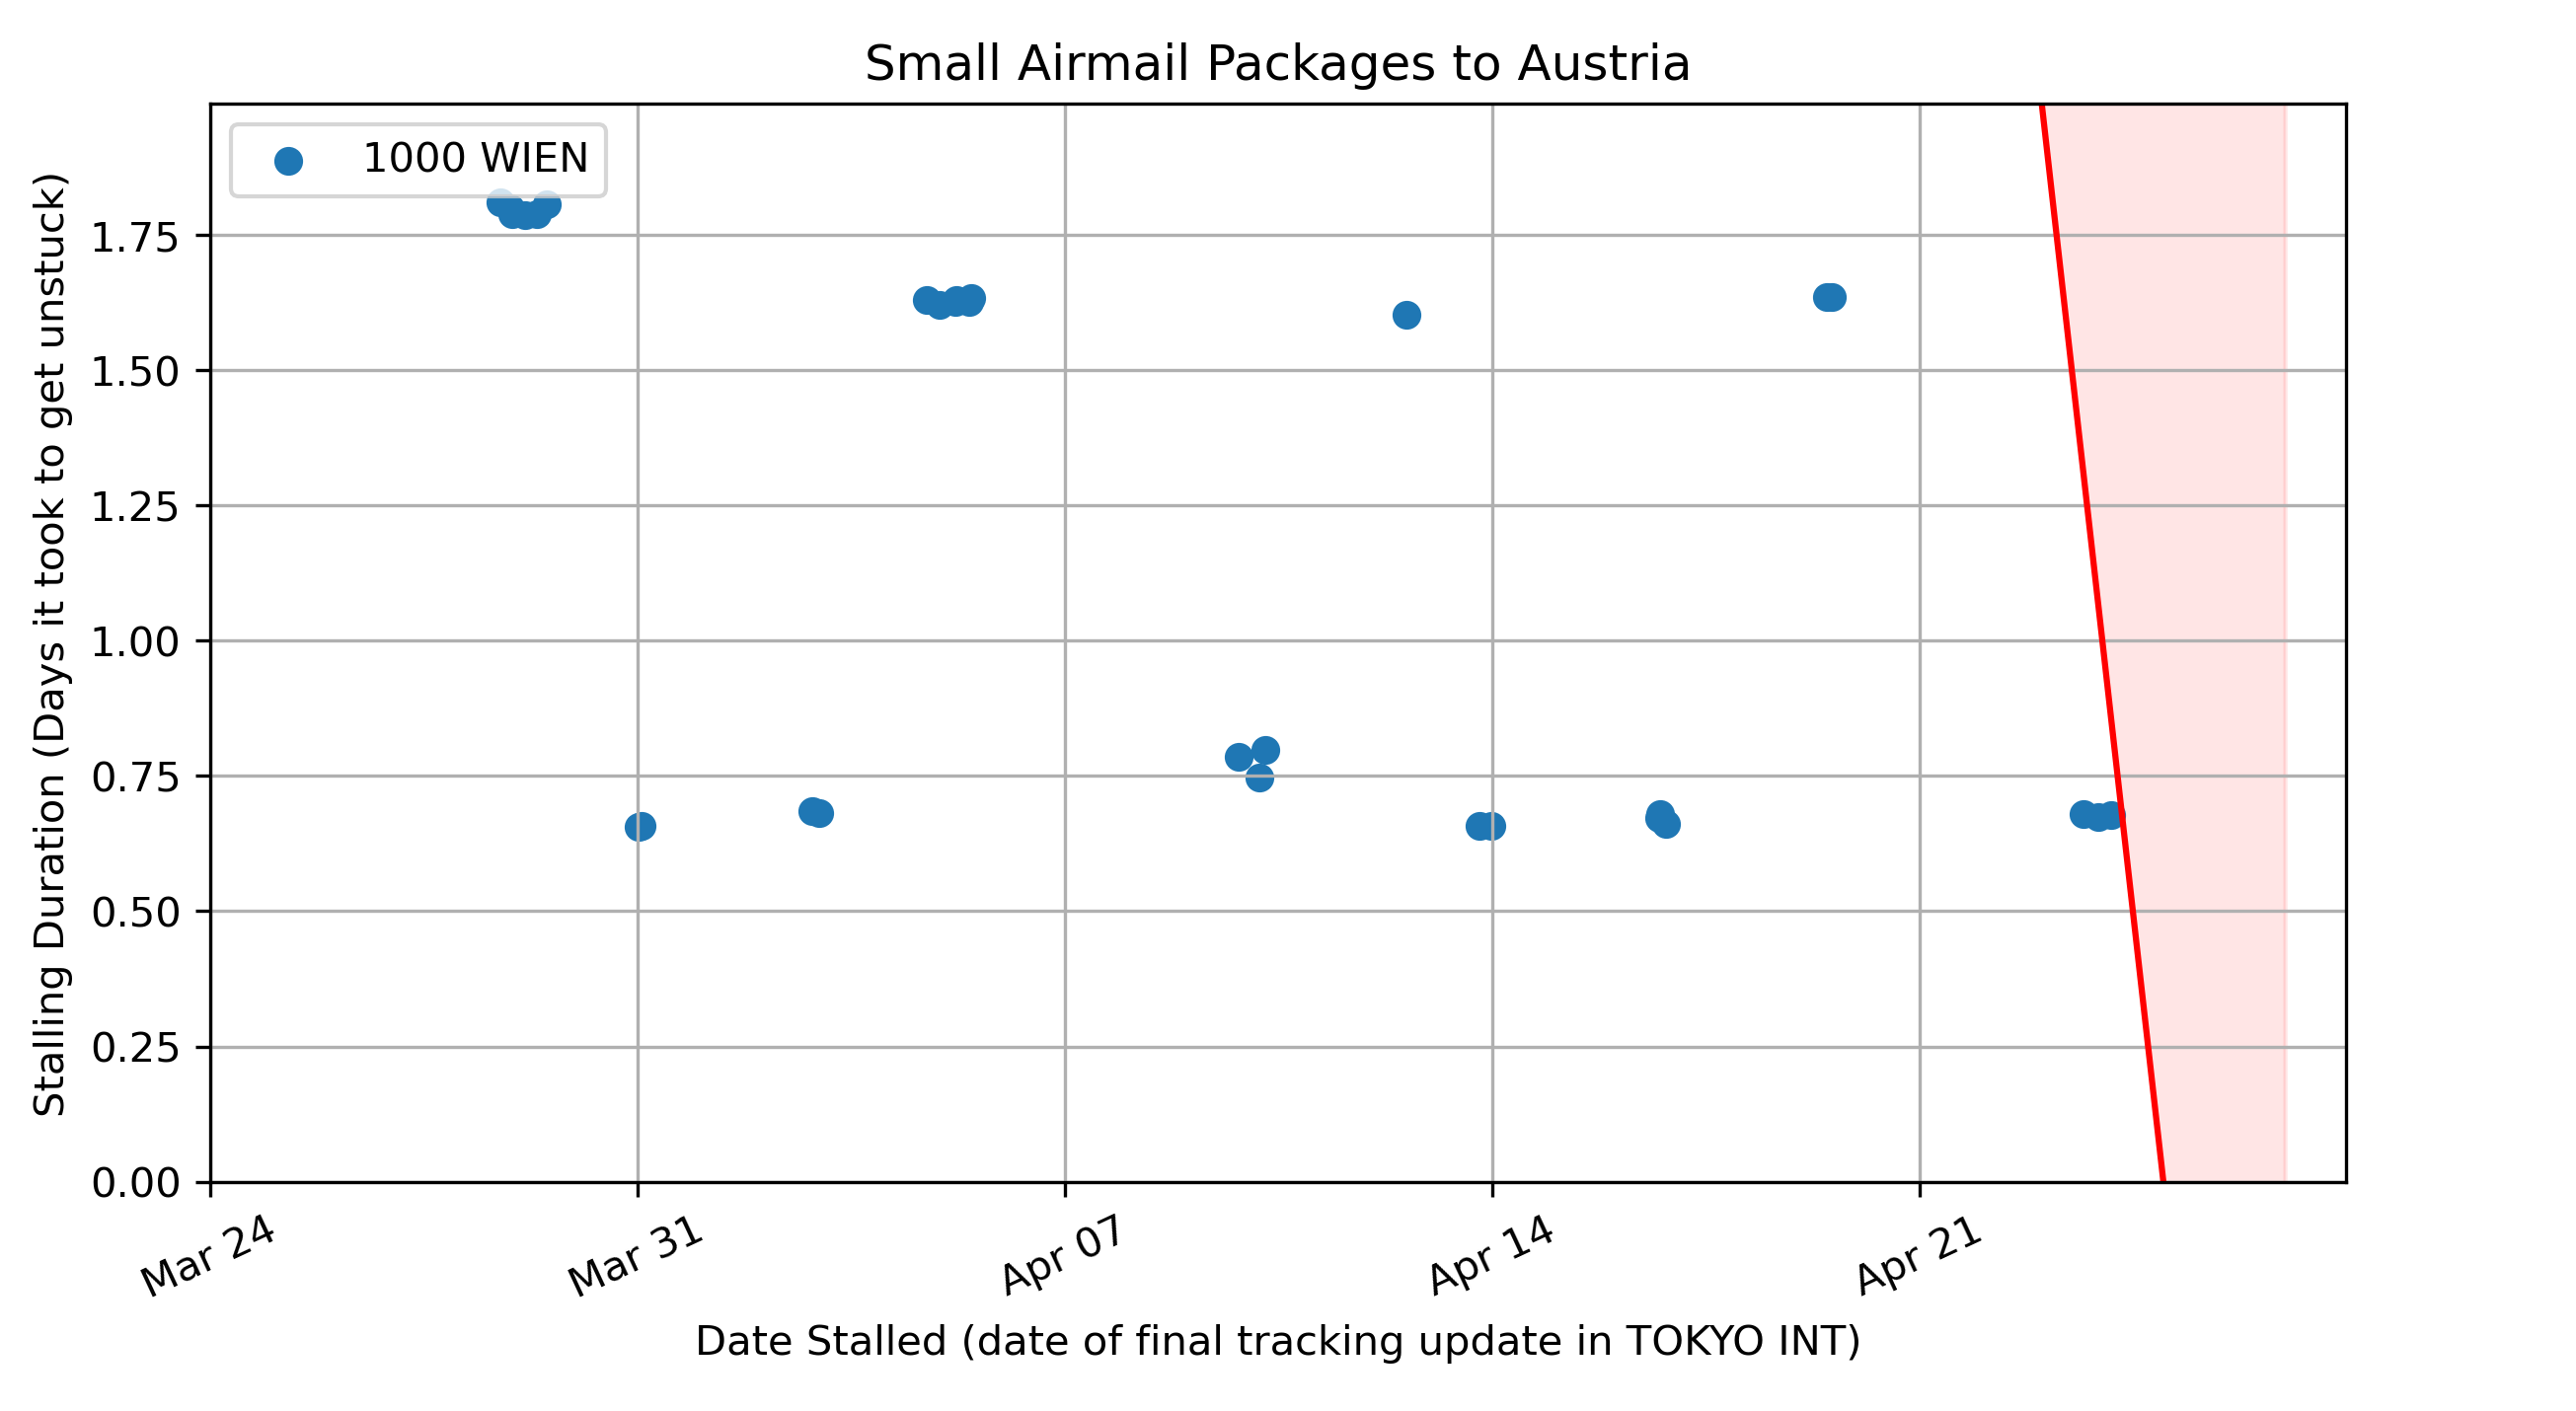 Small Airmail Packages to Austria
1000 WIEN
Stalling Duration (Days it took to get unstuck)
1.75
1.50
1.25
1.00
0.75
0.50
0.25
0.00
Mar 24
Mar 31
Apr 07
Apr 14
Apr 21
Date Stalled (date of final tracking update in TOKYO INT)